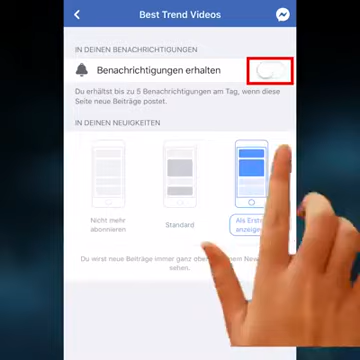 Best Trend Videos
IN DEINEN BENACHRICHTIGUNGEN
Benachrichtigungen erhalten
Du erhältst bis zu 5 Benachrichtigungen am Tag, wenn diese
Seite neue Beiträge postet.
IN DEINEN NEUIGKEITEN
Nicht mehr
abonnieren
Standard
Als Erst
anzeige
Du wirst neue Beiträge immer ganz obe
sehen.